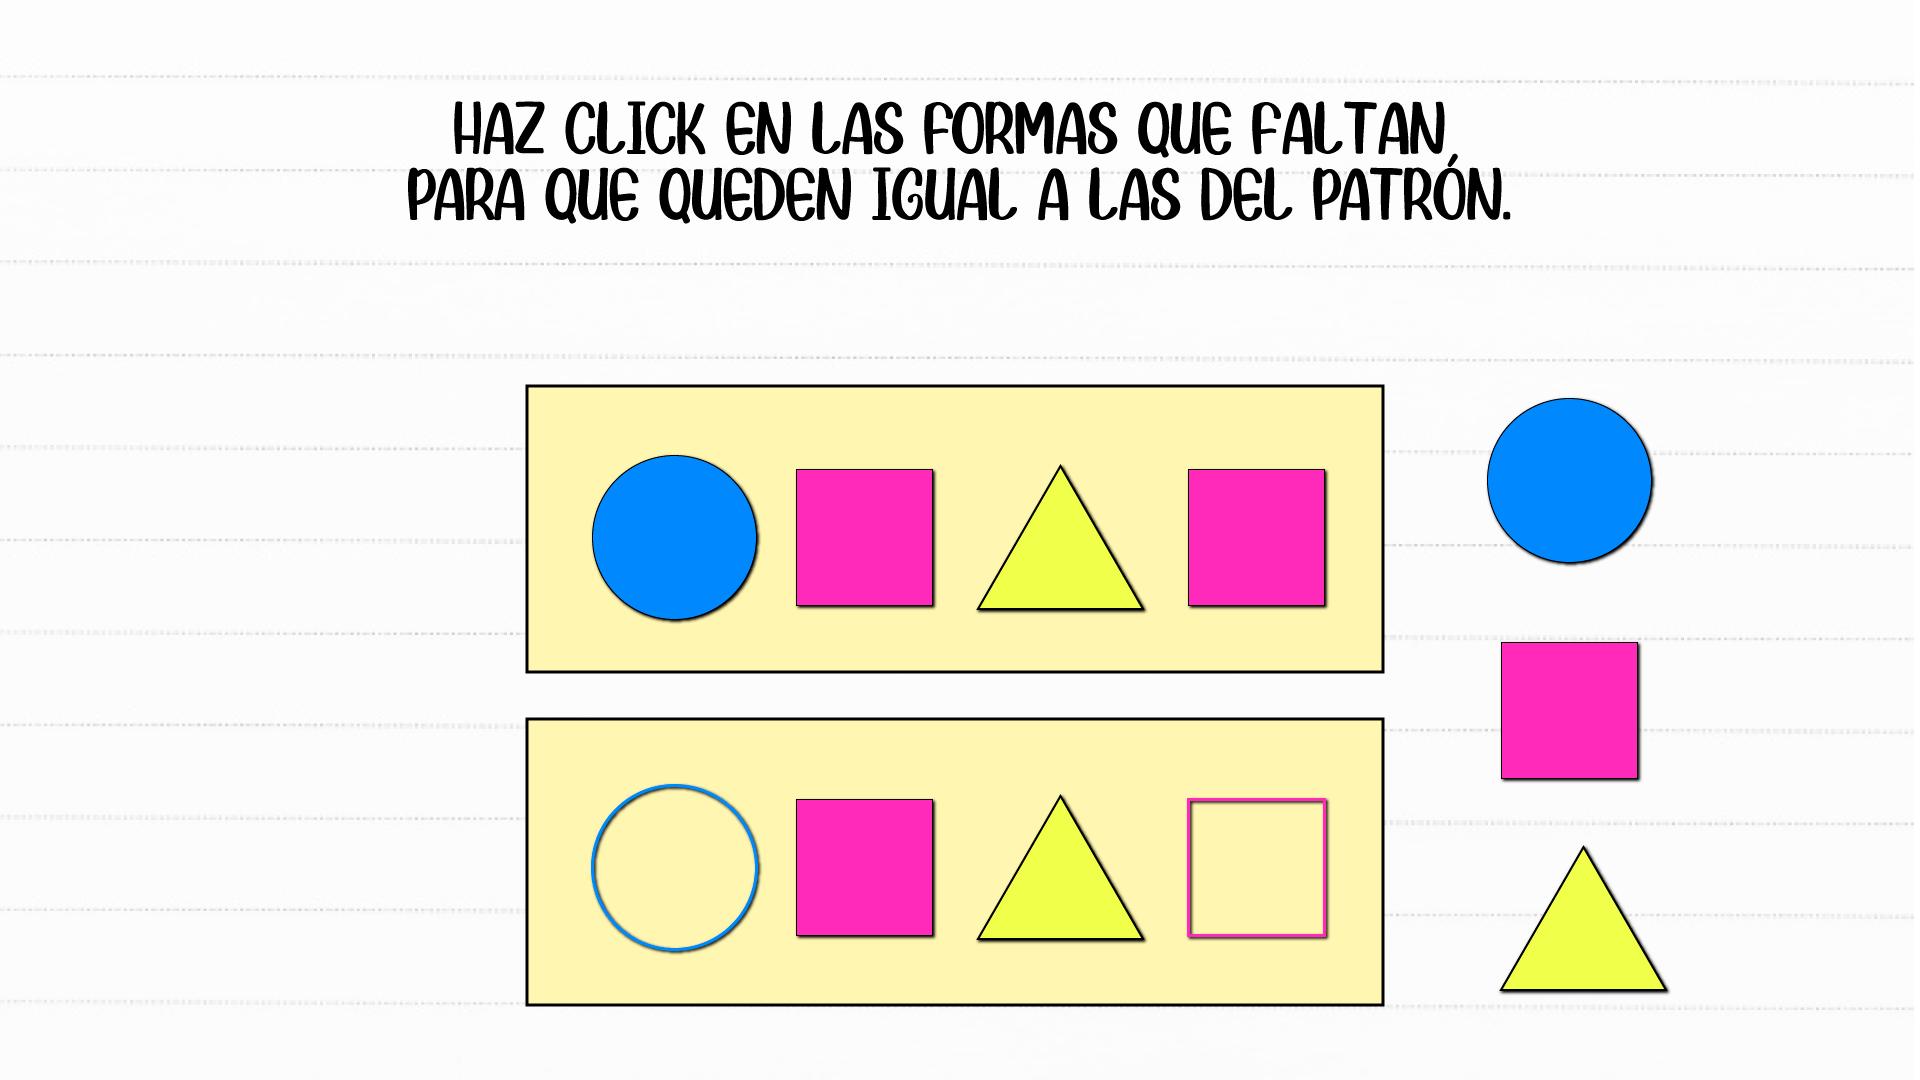 HAZ CLICK EN LAS FORMAS QUE FALTAN
PARA QUE QUEDEN IGUAL A LAS DEL PATRÓN.